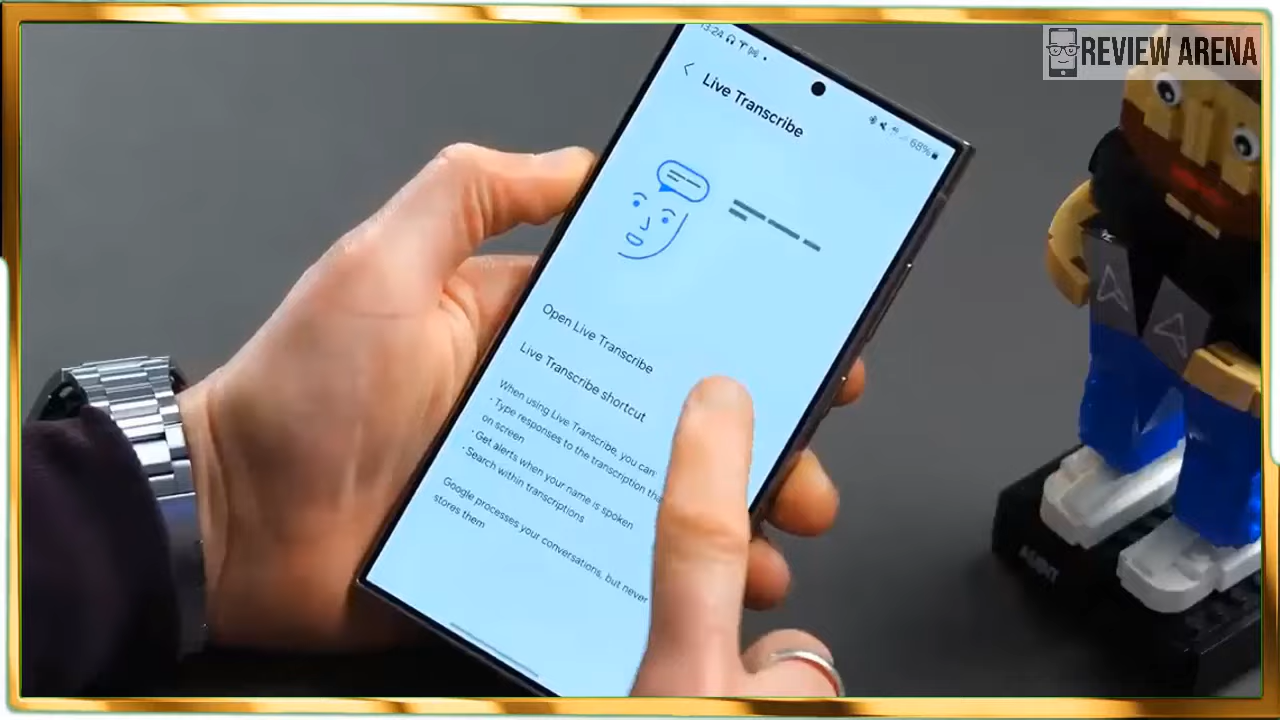 REVIEW ARENA
13:24
68%
Live Transcribe
Open Live Transcribe
Live Transcribe shortcut
When using Live Transcribe, you can
• Type responses to the transcription
on screen
• Get alerts when your name is spoken
• Search within transcriptions
Google processes your conversations, but never
stores them